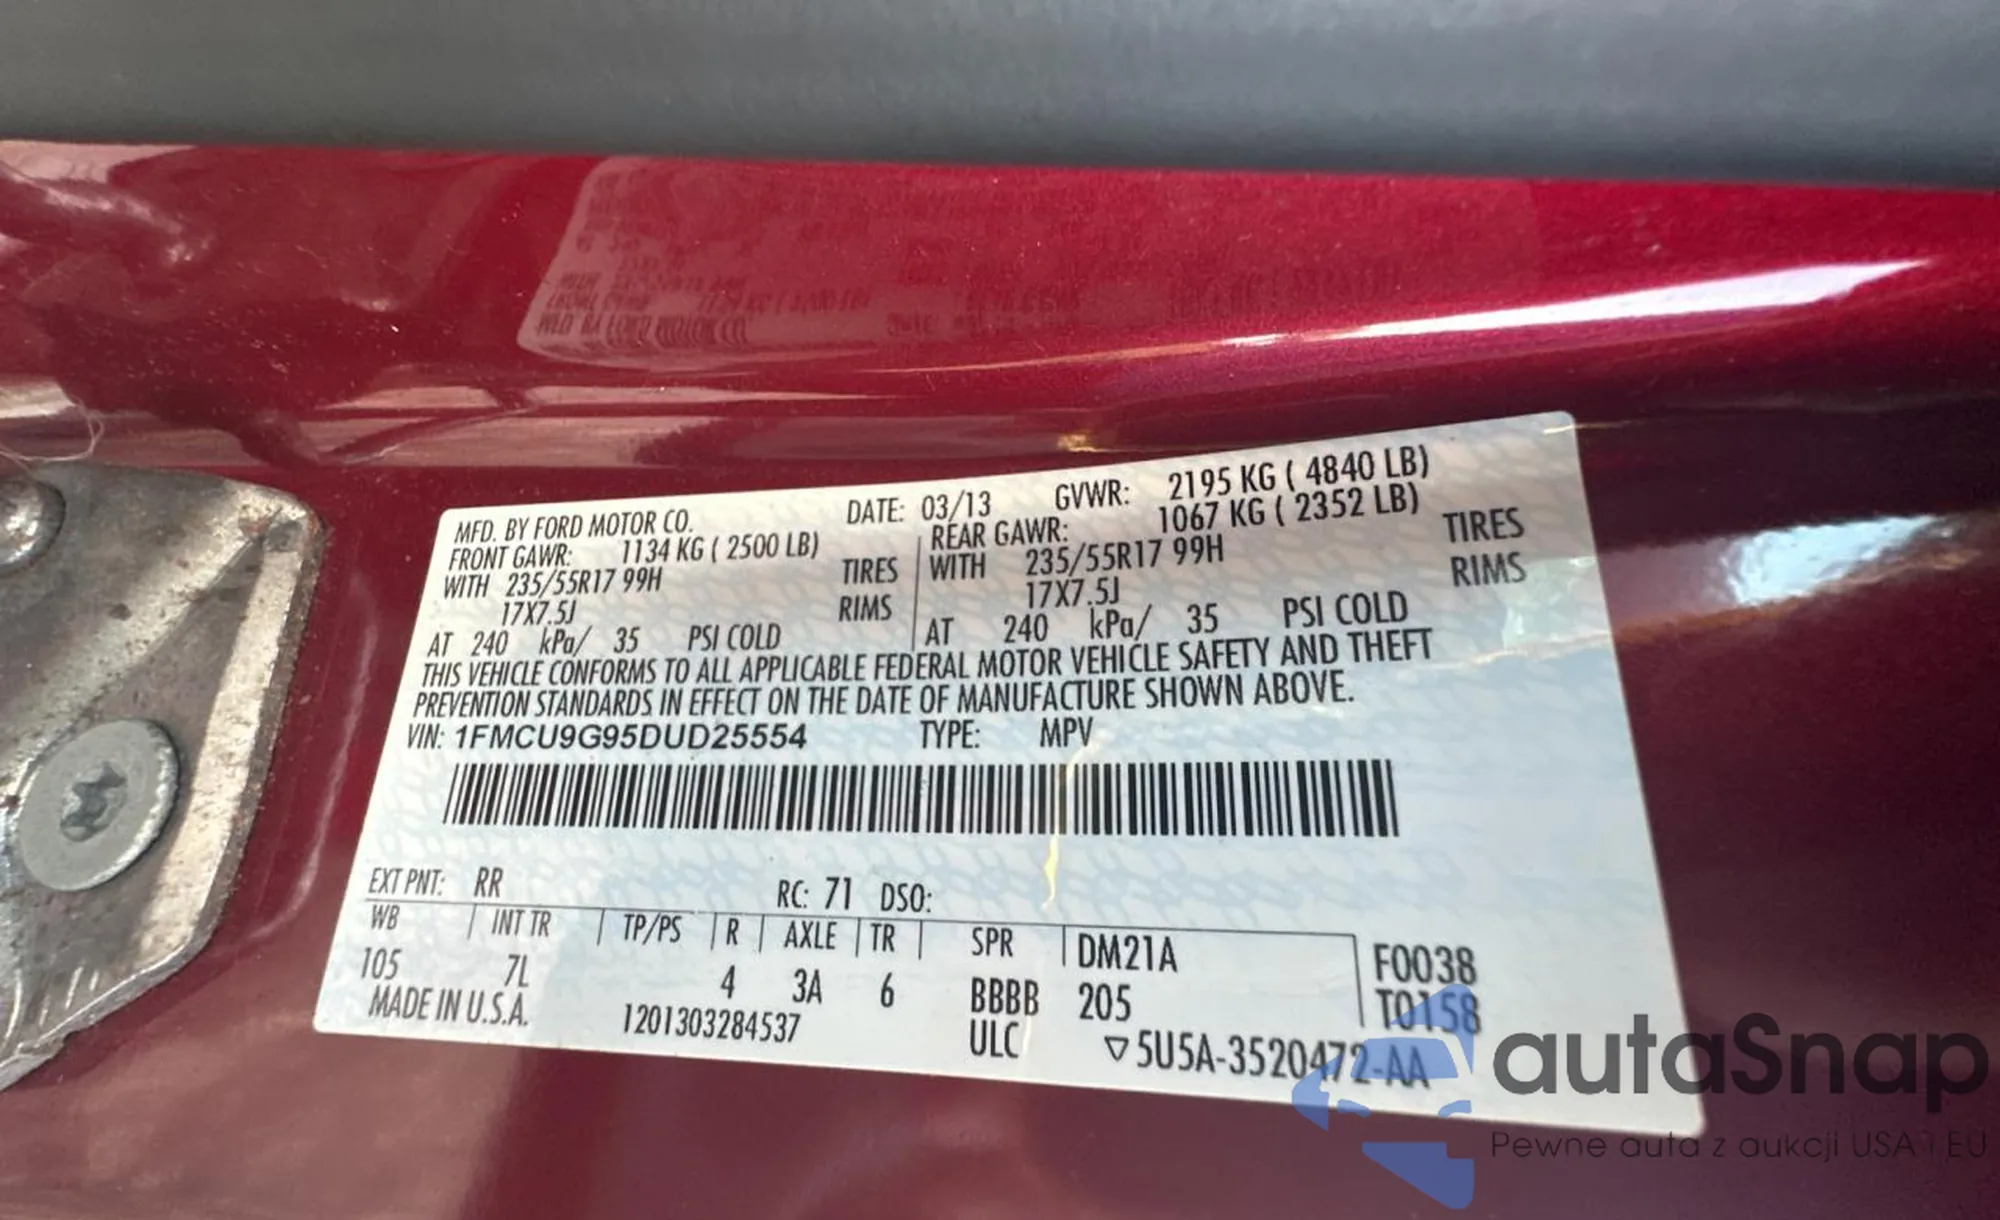 MFD. BY FORD MOTOR CO. DATE: 03/13 GVWR: 2195 KG ( 4840 LB)
FRONT GAWR: 1134 KG ( 2500 LB) REAR GAWR: 1067 KG ( 2352 LB)
WITH 235/55R17 99H TIRES WITH 235/55R17 99H TIRES
17X7.5J RIMS 17X7.5J RIMS
AT 240 kPa/ 35 PSI COLD AT 240 kPa/ 35 PSI COLD
THIS VEHICLE CONFORMS TO ALL APPLICABLE FEDERAL MOTOR VEHICLE SAFETY AND THEFT
PREVENTION STANDARDS IN EFFECT ON THE DATE OF MANUFACTURE SHOWN ABOVE.
VIN: 1FMCU9G95DUD25554 TYPE: MPV
EXT PNT: RR RC: 71 DSO:
WB INT TR TP/PS R AXLE TR SPR DM21A F0038
105 7L 4 3A 6 BBBB 205 T0158
MADE IN U.S.A. 1201303284537 ULC ▽5U5A-3520472-AA
autaSnap
Pewne auta z aukcji USA i EU